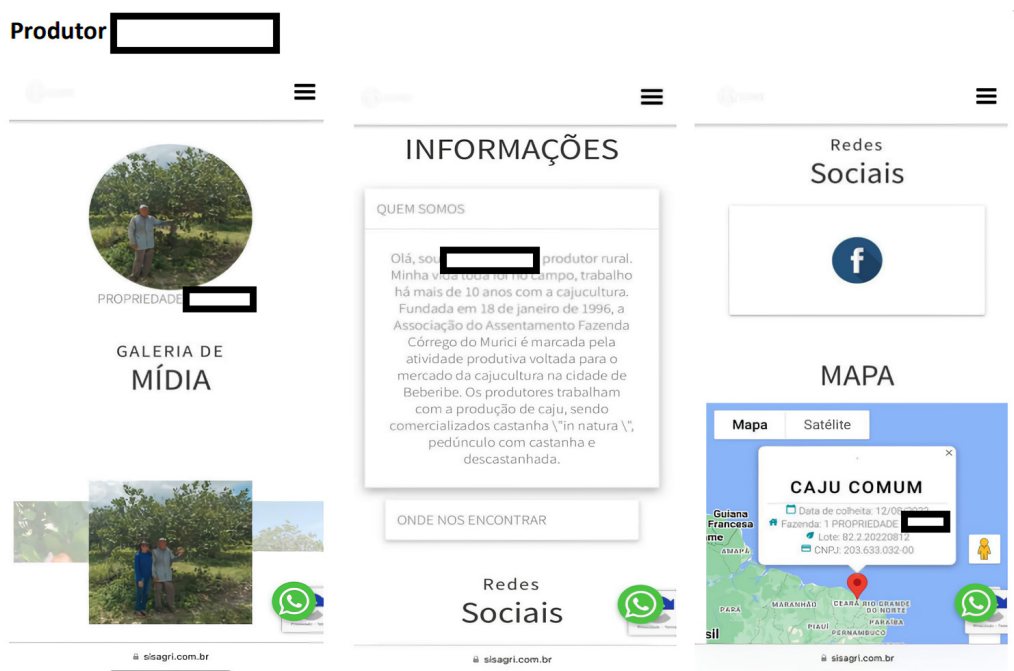 Produtor
PROPRIEDADE
GALERIA DE
MÍDIA
sisagri.com.br
INFORMAÇÕES
QUEM SOMOS
Olá, sou produtor rural.
Minha vida toda foi no campo, trabalho
há mais de 10 anos com a cajucultura.
Fundada em 18 de janeiro de 1996, a
Associação do Assentamento Fazenda
Córrego do Murici é marcada pela
atividade produtiva voltada para o
mercado da cajucultura na cidade de
Beberibe. Os produtores trabalham
com a produção de caju, sendo
comercializados castanha \"in natura \",
pedúnculo com castanha e
descastanhada.
ONDE NOS ENCONTRAR
Redes
Sociais
sisagri.com.br
Redes
Sociais
f
MAPA
Mapa Satélite
CAJU COMUM
Data de colheita: 12/08/2022
Fazenda: 1 PROPRIEDADE
Lote: 82.2.20220812
CNPJ: 203.633.032-00
Guiana
Francesa
me
AMAPÁ
PARÁ
MARANHÃO
CEARÁ
RIO GRANDE
DO NORTE
PARAÍBA
PIAUÍ
PERNAMBUCO
sil
sisagri.com.br